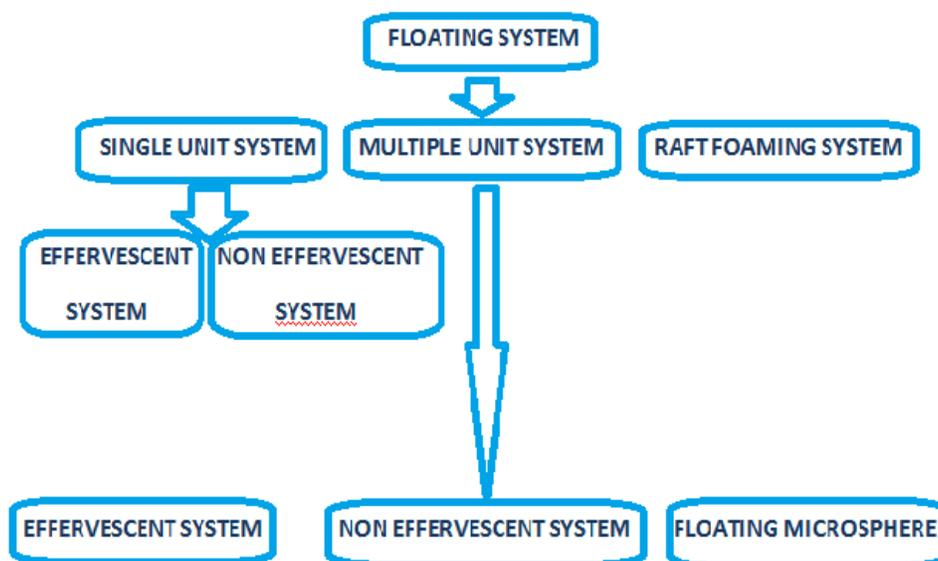 FLOATING SYSTEM
SINGLE UNIT SYSTEM
MULTIPLE UNIT SYSTEM
RAFT FOAMING SYSTEM
EFFERVESCENT
SYSTEM
NON EFFERVESCENT
SYSTEM
EFFERVESCENT SYSTEM
NON EFFERVESCENT SYSTEM
FLOATING MICROSPHERE